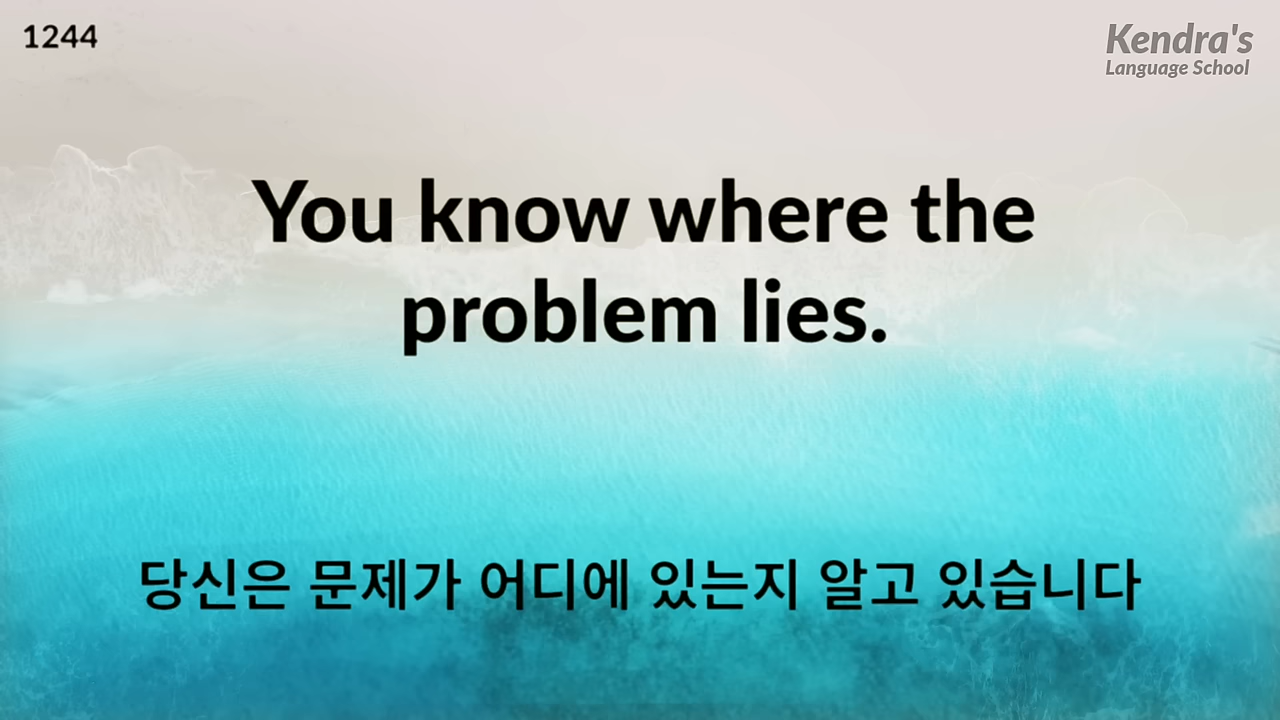 1244
Kendra's
Language School
You know where the
problem lies.
당신은 문제가 어디에 있는지 알고 있습니다